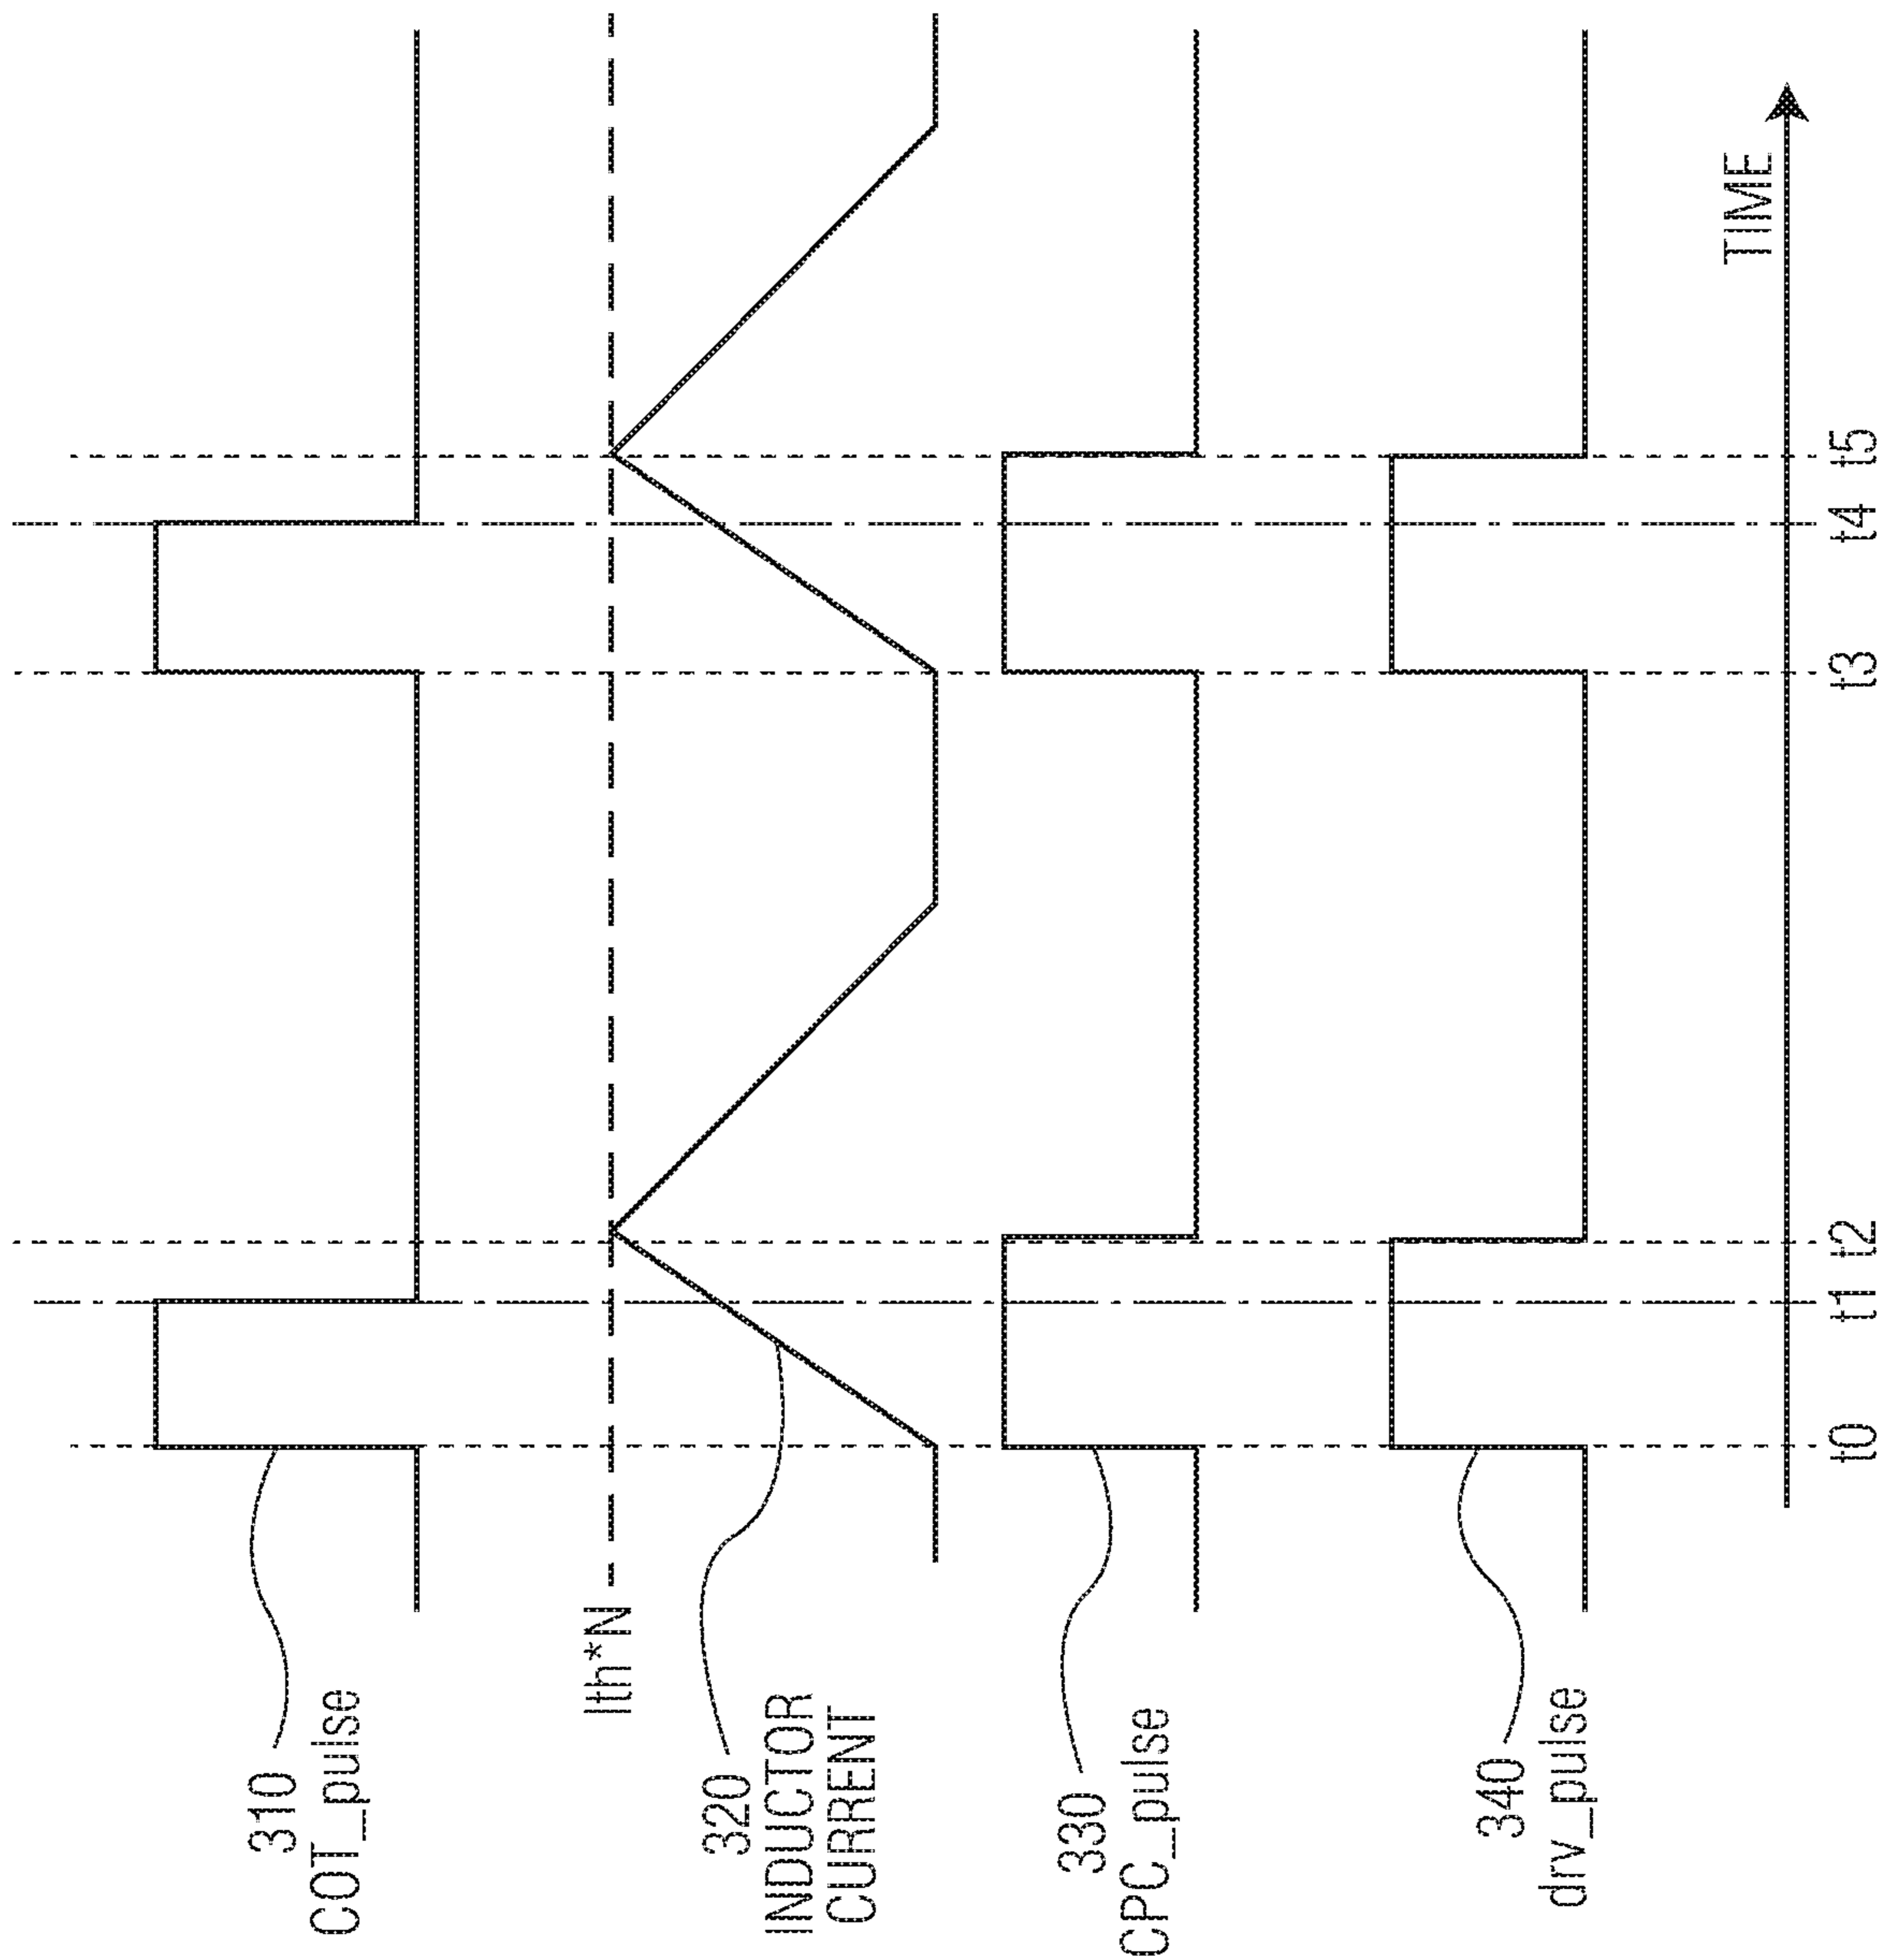 310
COT_pulse
Ith*N
320
INDUCTOR
CURRENT
330
CPC_pulse
340
drv_pulse
TIME
t0 t1 t2 t3 t4 t5